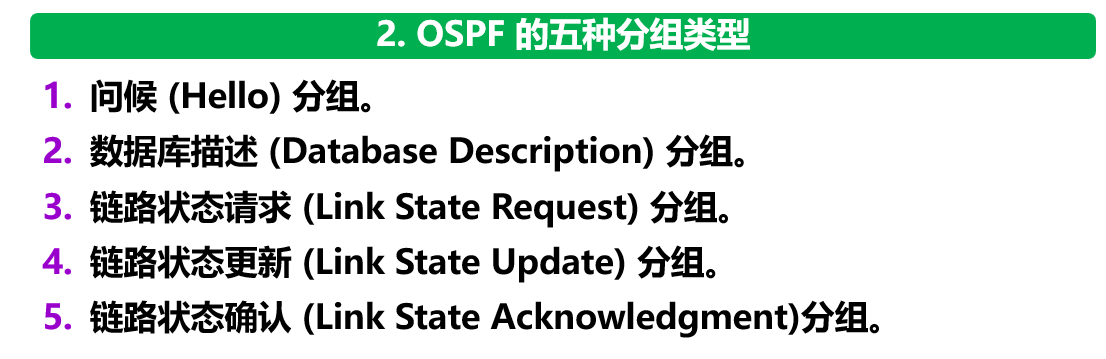 2. OSPF 的五种分组类型
1. 问候 (Hello) 分组。
2. 数据库描述 (Database Description) 分组。
3. 链路状态请求 (Link State Request) 分组。
4. 链路状态更新 (Link State Update) 分组。
5. 链路状态确认 (Link State Acknowledgment)分组。